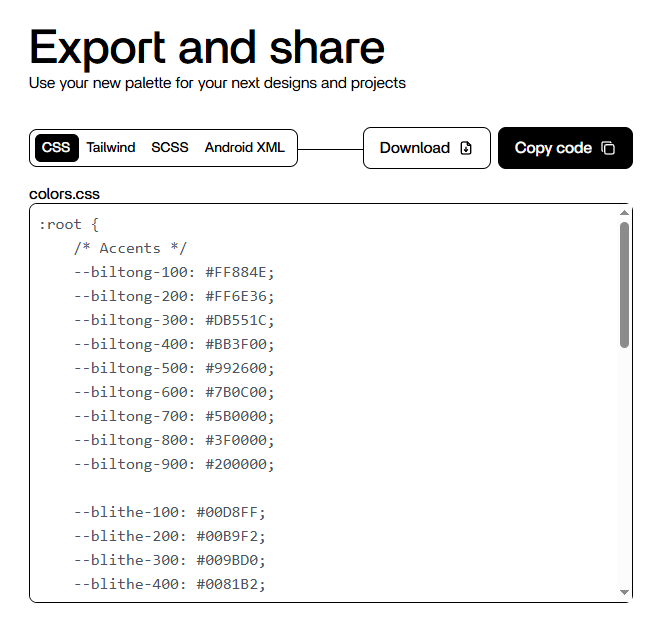 Export and share
Use your new palette for your next designs and projects
CSS Tailwind SCSS Android XML Download Copy code
colors.css
:root {
    /* Accents */
    --biltong-100: #FF884E;
    --biltong-200: #FF6E36;
    --biltong-300: #DB551C;
    --biltong-400: #BB3F00;
    --biltong-500: #992600;
    --biltong-600: #7B0C00;
    --biltong-700: #5B0000;
    --biltong-800: #3F0000;
    --biltong-900: #200000;

    --blithe-100: #00D8FF;
    --blithe-200: #00B9F2;
    --blithe-300: #009BD0;
    --blithe-400: #0081B2;